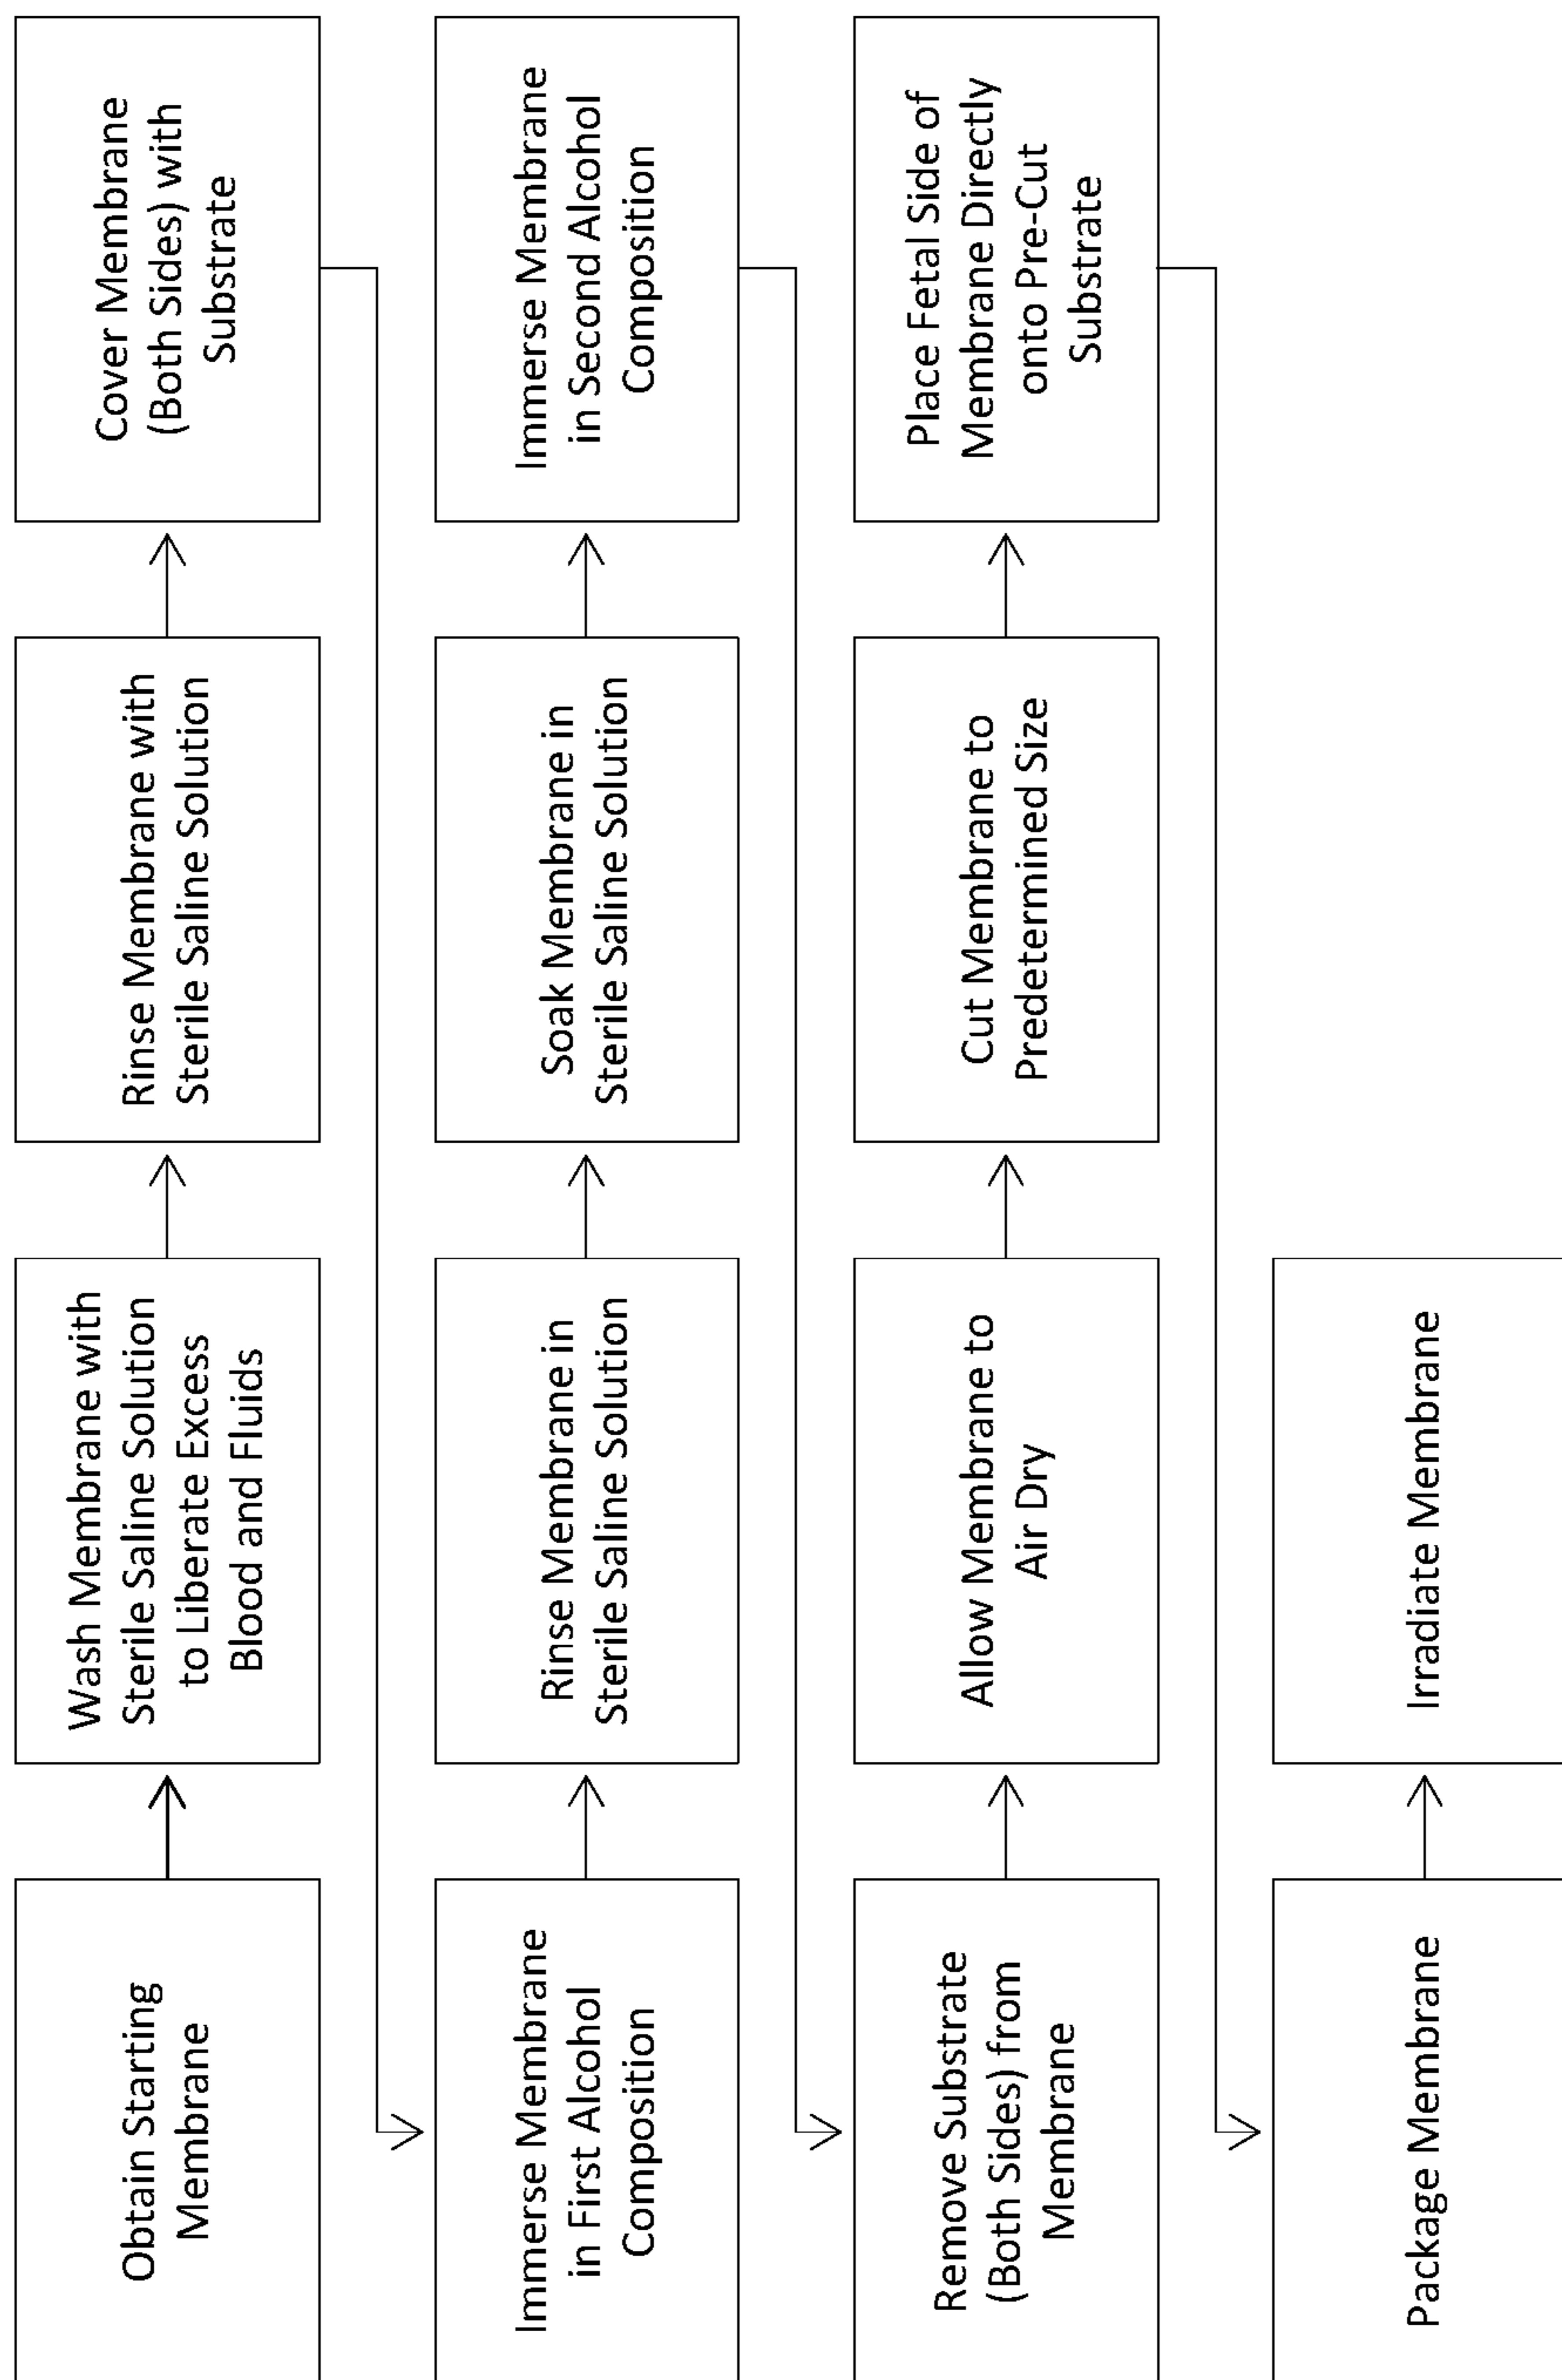 Obtain Starting
Membrane
Wash Membrane with
Sterile Saline Solution
to Liberate Excess
Blood and Fluids
Rinse Membrane with
Sterile Saline Solution
Cover Membrane
(Both Sides) with
Substrate
Immerse Membrane
in First Alcohol
Composition
Rinse Membrane in
Sterile Saline Solution
Soak Membrane in
Sterile Saline Solution
Immerse Membrane
in Second Alcohol
Composition
Remove Substrate
(Both Sides) from
Membrane
Allow Membrane to
Air Dry
Cut Membrane to
Predetermined Size
Place Fetal Side of
Membrane Directly
onto Pre-Cut
Substrate
Package Membrane
Irradiate Membrane